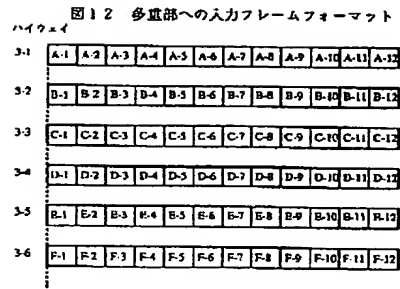 図12 多重部への入力フレームフォーマット
ハイウェイ
3-1 A-1 A-2 A-3 A-4 A-5 A-6 A-7 A-8 A-9 A-10 A-11 A-12
3-2 B-1 B-2 B-3 B-4 B-5 B-6 B-7 B-8 B-9 B-10 B-11 B-12
3-3 C-1 C-2 C-3 C-4 C-5 C-6 C-7 C-8 C-9 C-10 C-11 C-12
3-4 D-1 D-2 D-3 D-4 D-5 D-6 D-7 D-8 D-9 D-10 D-11 D-12
3-5 E-1 E-2 E-3 E-4 E-5 E-6 E-7 E-8 E-9 E-10 E-11 E-12
3-6 F-1 F-2 F-3 F-4 F-5 F-6 F-7 F-8 F-9 F-10 F-11 F-12